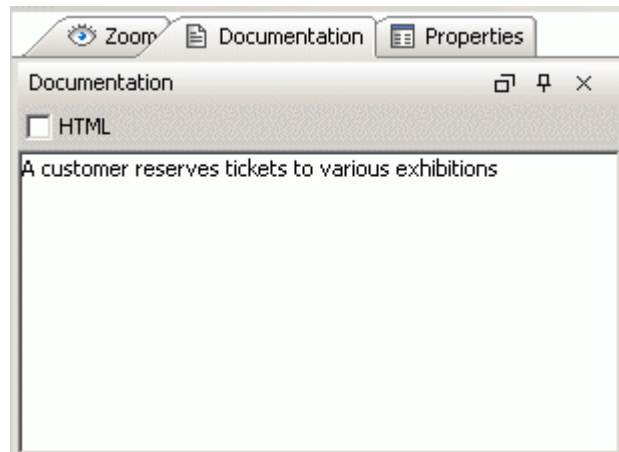 Zoom Documentation Properties
Documentation
HTML
A customer reserves tickets to various exhibitions